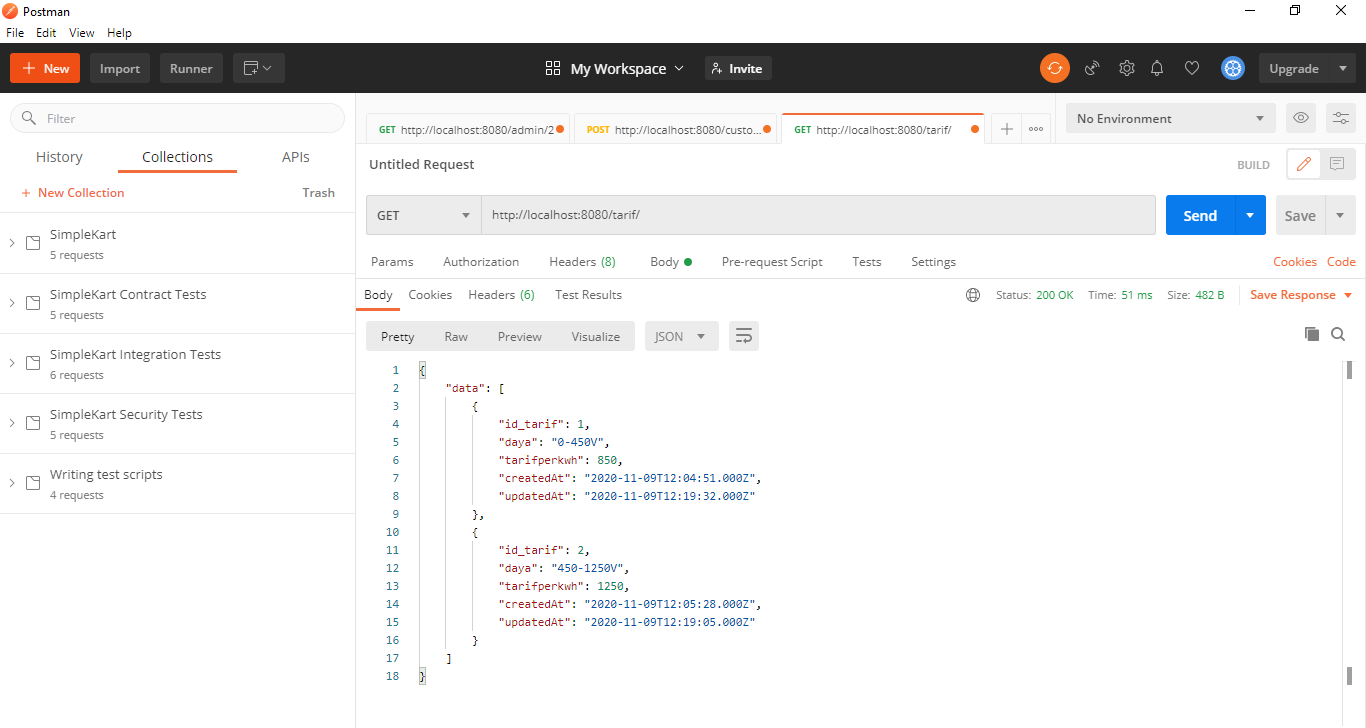 Postman
File Edit View Help
New Import Runner My Workspace Invite Upgrade
Filter
History Collections APIs
+ New Collection Trash
SimpleKart
5 requests
SimpleKart Contract Tests
5 requests
SimpleKart Integration Tests
6 requests
SimpleKart Security Tests
5 requests
Writing test scripts
4 requests
GET http://localhost:8080/admin/2 POST http://localhost:8080/custo... GET http://localhost:8080/tarif/ No Environment
Untitled Request BUILD
GET http://localhost:8080/tarif/ Send Save
Params Authorization Headers (8) Body Pre-request Script Tests Settings Cookies Code
Body Cookies Headers (6) Test Results Status: 200 OK Time: 51 ms Size: 482 B Save Response
Pretty Raw Preview Visualize JSON
1 {
2 "data": [
3 {
4 "id_tarif": 1,
5 "daya": "0-450V",
6 "tarifperkwh": 850,
7 "createdAt": "2020-11-09T12:04:51.000Z",
8 "updatedAt": "2020-11-09T12:19:32.000Z"
9 },
10 {
11 "id_tarif": 2,
12 "daya": "450-1250V",
13 "tarifperkwh": 1250,
14 "createdAt": "2020-11-09T12:05:28.000Z",
15 "updatedAt": "2020-11-09T12:19:05.000Z"
16 }
17 ]
18 }